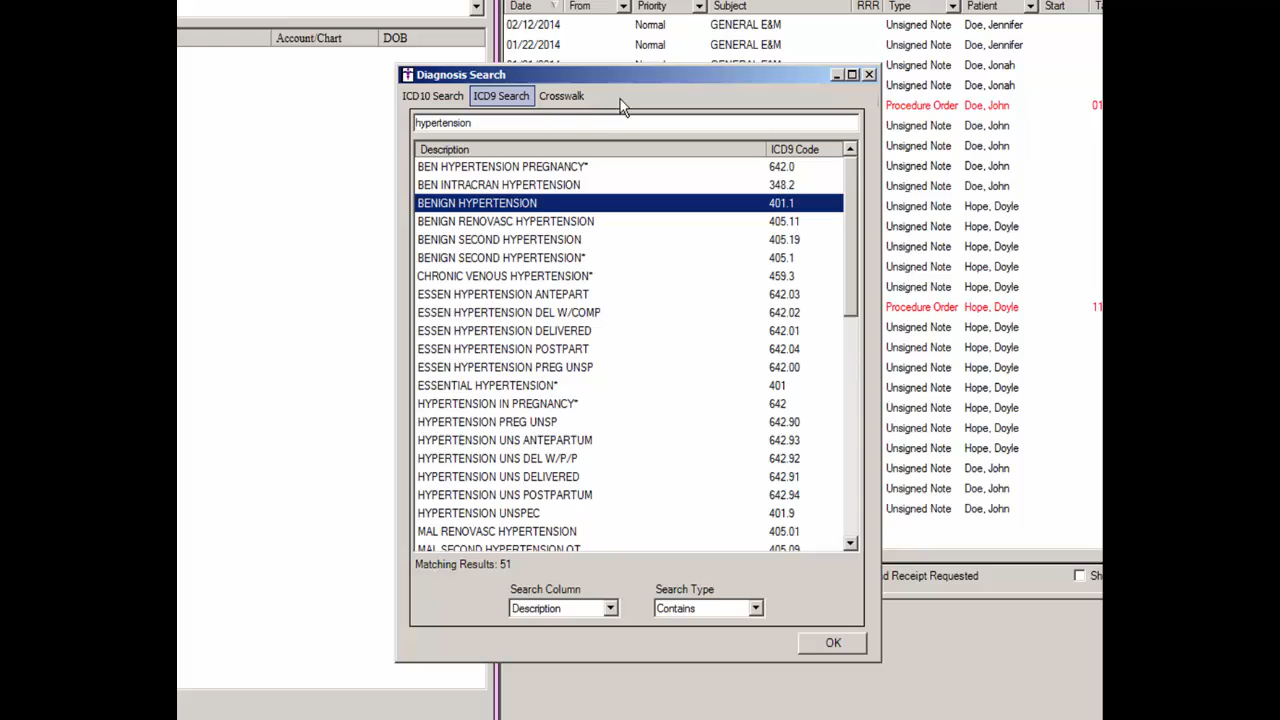 Date From Priority Subject RRR Type Patient Start
Account/Chart DOB
02/12/2014 Normal GENERAL E&M Unsigned Note Doe, Jennifer
01/22/2014 Normal GENERAL E&M Unsigned Note Doe, Jennifer
Unsigned Note Doe, Jonah
Diagnosis Search
Unsigned Note Doe, Jonah
ICD10 Search ICD9 Search Crosswalk
Procedure Order Doe, John 01
hypertension
Unsigned Note Doe, John
Unsigned Note Doe, John
Description ICD9 Code
BEN HYPERTENSION PREGNANCY* 642.0
Unsigned Note Doe, John
BEN INTRACRAN HYPERTENSION 348.2
Unsigned Note Doe, John
BENIGN HYPERTENSION 401.1
Unsigned Note Hope, Doyle
BENIGN RENOVASC HYPERTENSION 405.11
Unsigned Note Hope, Doyle
BENIGN SECOND HYPERTENSION 405.19
Unsigned Note Hope, Doyle
BENIGN SECOND HYPERTENSION* 405.1
Unsigned Note Hope, Doyle
CHRONIC VENOUS HYPERTENSION* 459.3
Unsigned Note Hope, Doyle
ESSEN HYPERTENSION ANTEPART 642.03
Procedure Order Hope, Doyle 11
ESSEN HYPERTENSION DEL W/COMP 642.02
Unsigned Note Hope, Doyle
ESSEN HYPERTENSION DELIVERED 642.01
Unsigned Note Hope, Doyle
ESSEN HYPERTENSION POSTPART 642.04
Unsigned Note Hope, Doyle
ESSEN HYPERTENSION PREG UNSP 642.00
Unsigned Note Hope, Doyle
ESSENTIAL HYPERTENSION* 401
Unsigned Note Hope, Doyle
HYPERTENSION IN PREGNANCY* 642
Unsigned Note Hope, Doyle
HYPERTENSION PREG UNSP 642.90
Unsigned Note Hope, Doyle
HYPERTENSION UNS ANTEPARTUM 642.93
Unsigned Note Doe, John
HYPERTENSION UNS DEL W/P/P 642.92
HYPERTENSION UNS DELIVERED 642.91
Unsigned Note Doe, John
HYPERTENSION UNS POSTPARTUM 642.94
Unsigned Note Doe, John
HYPERTENSION UNSPEC 401.9
MAL RENOVASC HYPERTENSION 405.01
MAL SECOND HYPERTENSION OT 405.09
Matching Results: 51
d Receipt Requested Sh
Search Column Search Type
Description Contains
OK